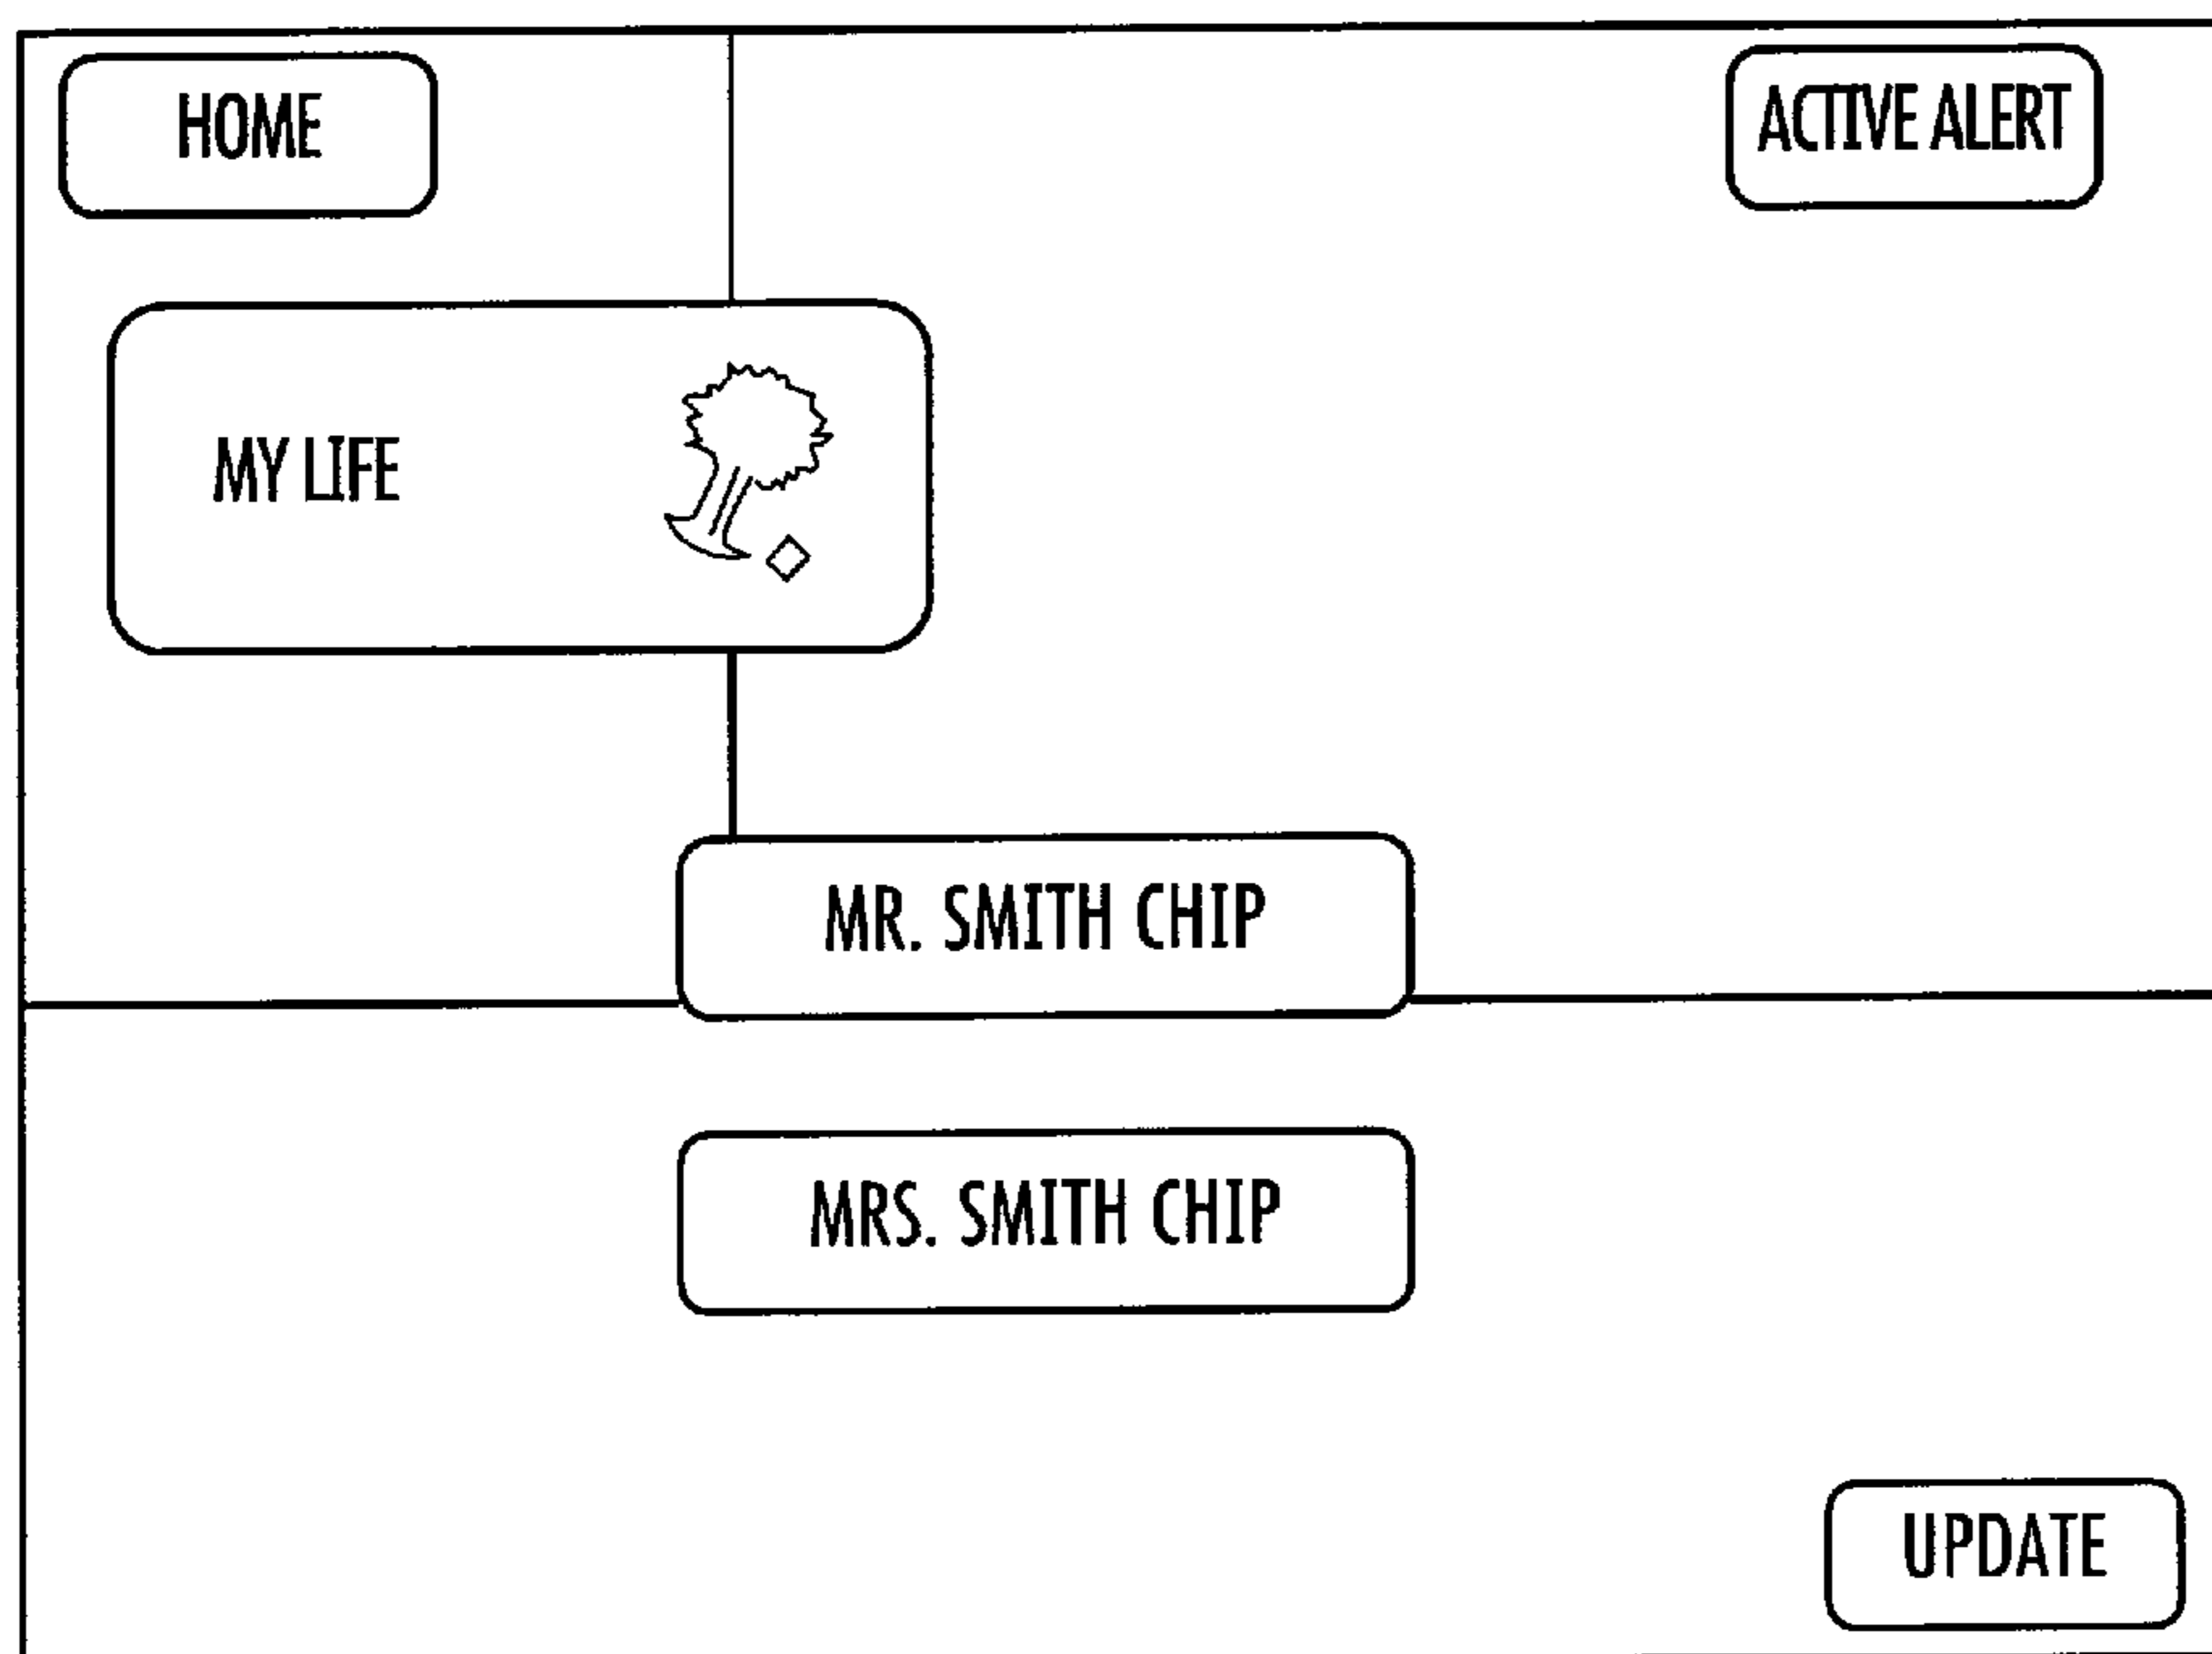 HOME
ACTIVE ALERT
MY LIFE
MR. SMITH CHIP
MRS. SMITH CHIP
UPDATE